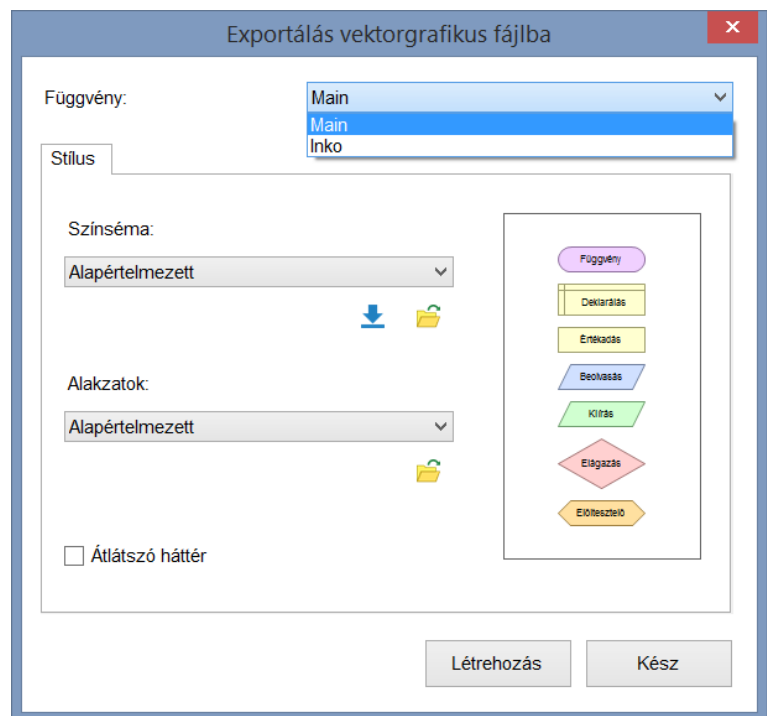 Exportálás vektorgrafikus fájlba
Függvény:
Main
Main
Inko
Stílus
Színséma:
Alapértelmezett
Alakzatok:
Alapértelmezett
Átlátszó háttér
Függvény
Deklarálás
Értékadás
Beolvasás
Kiírás
Elágazás
Elöltesztelő
Létrehozás
Kész